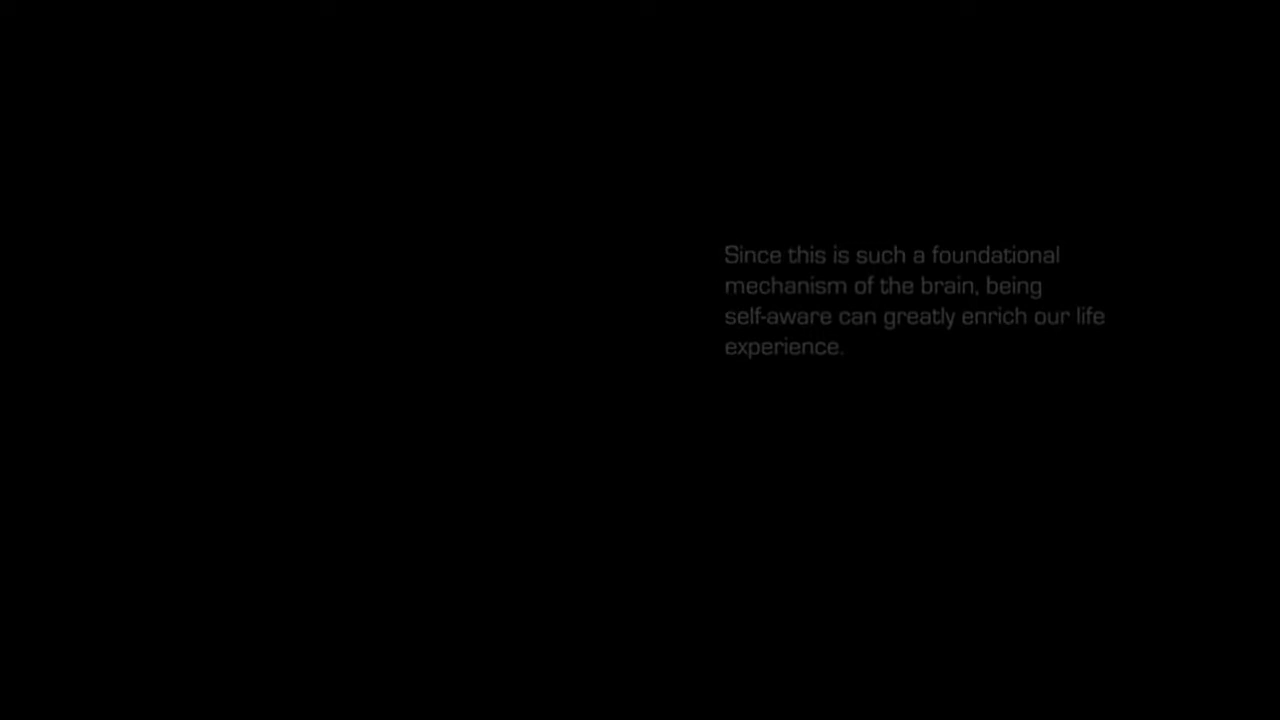 Since this is such a foundational
mechanism of the brain, being
self-aware can greatly enrich our life
experience.